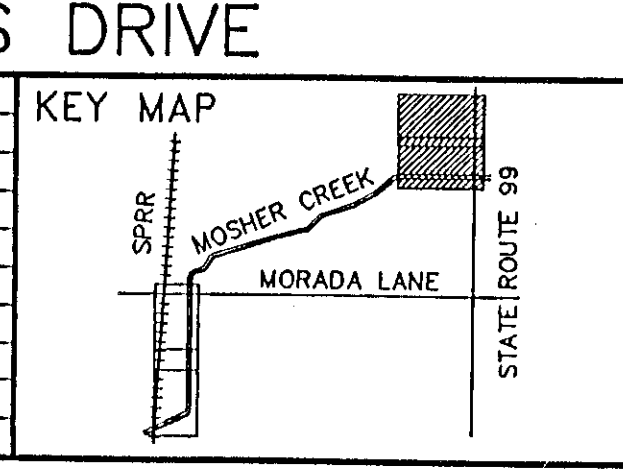 S DRIVE
KEY MAP
SPRR
MOSHER CREEK
MORADA LANE
STATE ROUTE 99